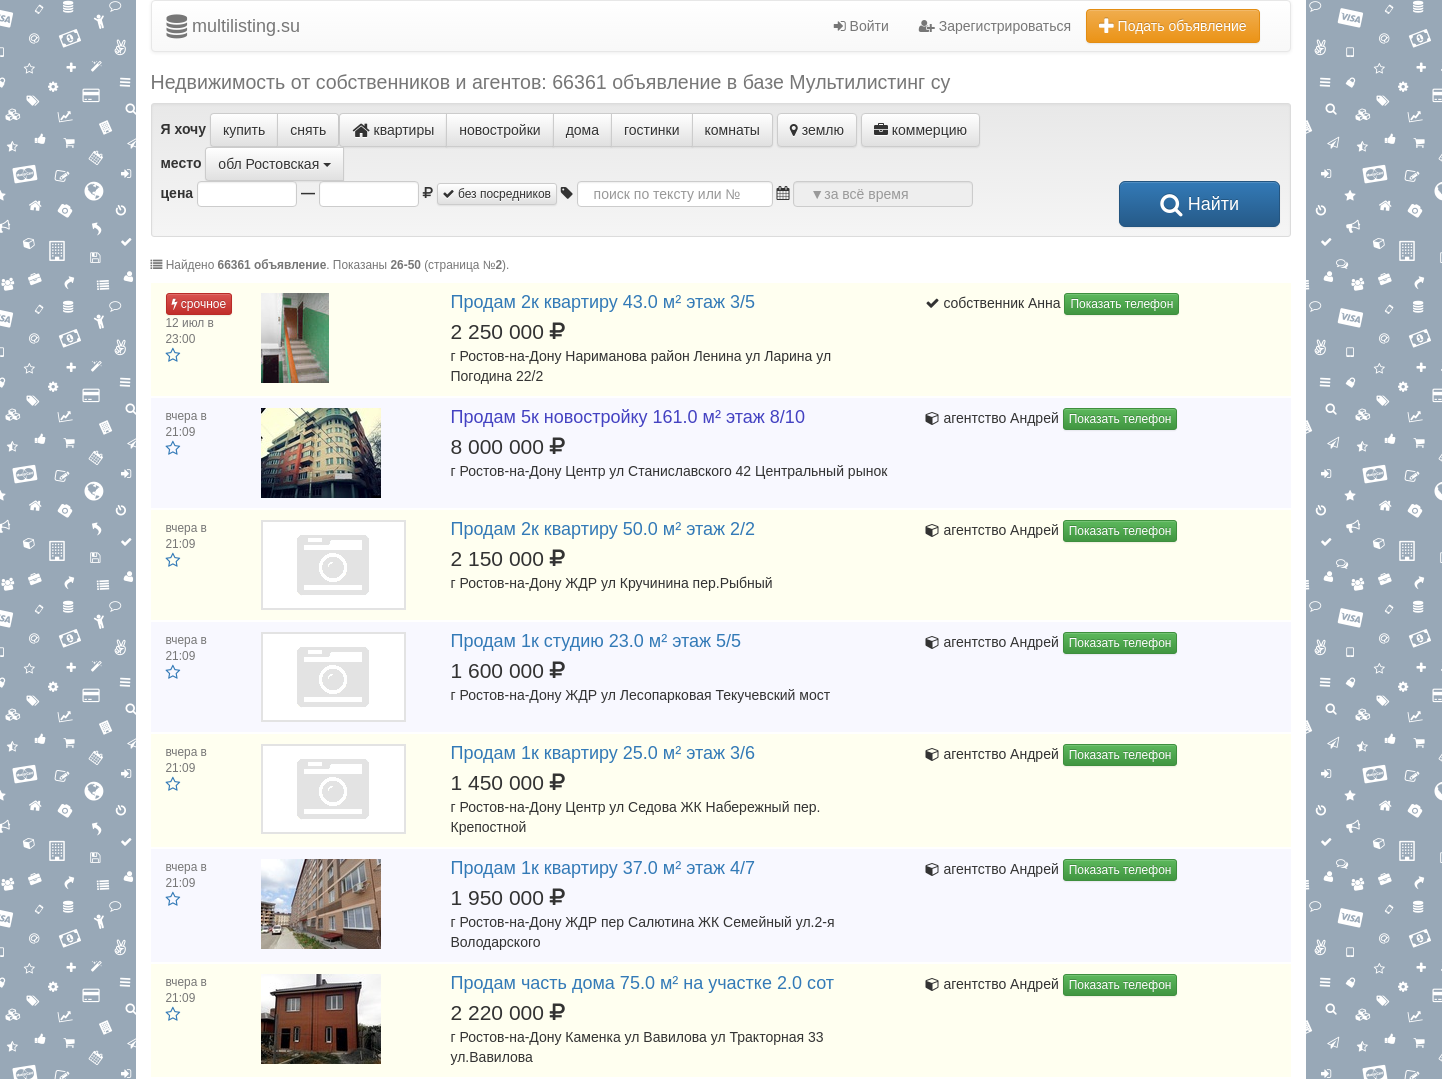 multilisting.su
Войти
Зарегистрироваться
Подать объявление
Недвижимость от собственников и агентов: 66361 объявление в базе Мультилистинг су
Я хочу купить снять квартиры новостройки дома гостинки комнаты землю коммерцию
место обл Ростовская
цена — ₽ без посредников поиск по тексту или № ▼за всё время
Найти
Найдено 66361 объявление. Показаны 26-50 (страница №2).
срочное
12 июл в
23:00
Продам 2к квартиру 43.0 м² этаж 3/5
2 250 000 ₽
г Ростов-на-Дону Нариманова район Ленина ул Ларина ул
Погодина 22/2
собственник Анна Показать телефон
вчера в
21:09
Продам 5к новостройку 161.0 м² этаж 8/10
8 000 000 ₽
г Ростов-на-Дону Центр ул Станиславского 42 Центральный рынок
агентство Андрей Показать телефон
вчера в
21:09
Продам 2к квартиру 50.0 м² этаж 2/2
2 150 000 ₽
г Ростов-на-Дону ЖДР ул Кручинина пер.Рыбный
агентство Андрей Показать телефон
вчера в
21:09
Продам 1к студию 23.0 м² этаж 5/5
1 600 000 ₽
г Ростов-на-Дону ЖДР ул Лесопарковая Текучевский мост
агентство Андрей Показать телефон
вчера в
21:09
Продам 1к квартиру 25.0 м² этаж 3/6
1 450 000 ₽
г Ростов-на-Дону Центр ул Седова ЖК Набережный пер.
Крепостной
агентство Андрей Показать телефон
вчера в
21:09
Продам 1к квартиру 37.0 м² этаж 4/7
1 950 000 ₽
г Ростов-на-Дону ЖДР пер Салютина ЖК Семейный ул.2-я
Володарского
агентство Андрей Показать телефон
вчера в
21:09
Продам часть дома 75.0 м² на участке 2.0 сот
2 220 000 ₽
г Ростов-на-Дону Каменка ул Вавилова ул Тракторная 33
ул.Вавилова
агентство Андрей Показать телефон